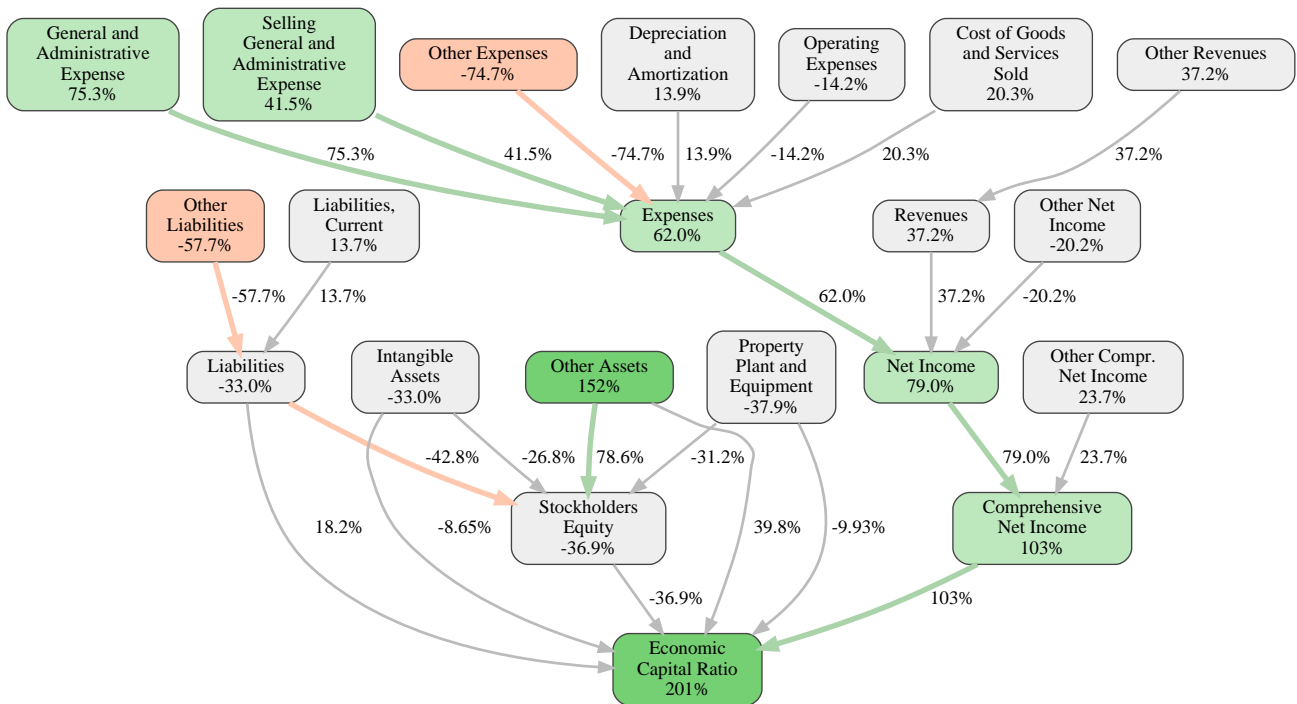 General and
Administrative
Expense
75.3%
Selling
General and
Administrative
Expense
41.5%
Other Expenses
-74.7%
Depreciation
and
Amortization
13.9%
Operating
Expenses
-14.2%
Cost of Goods
and Services
Sold
20.3%
Other Revenues
37.2%
75.3%
41.5%
-74.7%
13.9%
-14.2%
20.3%
37.2%
Other
Liabilities
-57.7%
Liabilities,
Current
13.7%
Expenses
62.0%
Revenues
37.2%
Other Net
Income
-20.2%
-57.7%
13.7%
62.0%
37.2%
-20.2%
Liabilities
-33.0%
Intangible
Assets
-33.0%
Other Assets
152%
Property
Plant and
Equipment
-37.9%
Net Income
79.0%
Other Compr.
Net Income
23.7%
-42.8%
-26.8%
78.6%
-31.2%
79.0%
23.7%
18.2%
-8.65%
Stockholders
Equity
-36.9%
39.8%
-9.93%
Comprehensive
Net Income
103%
-36.9%
103%
Economic
Capital Ratio
201%